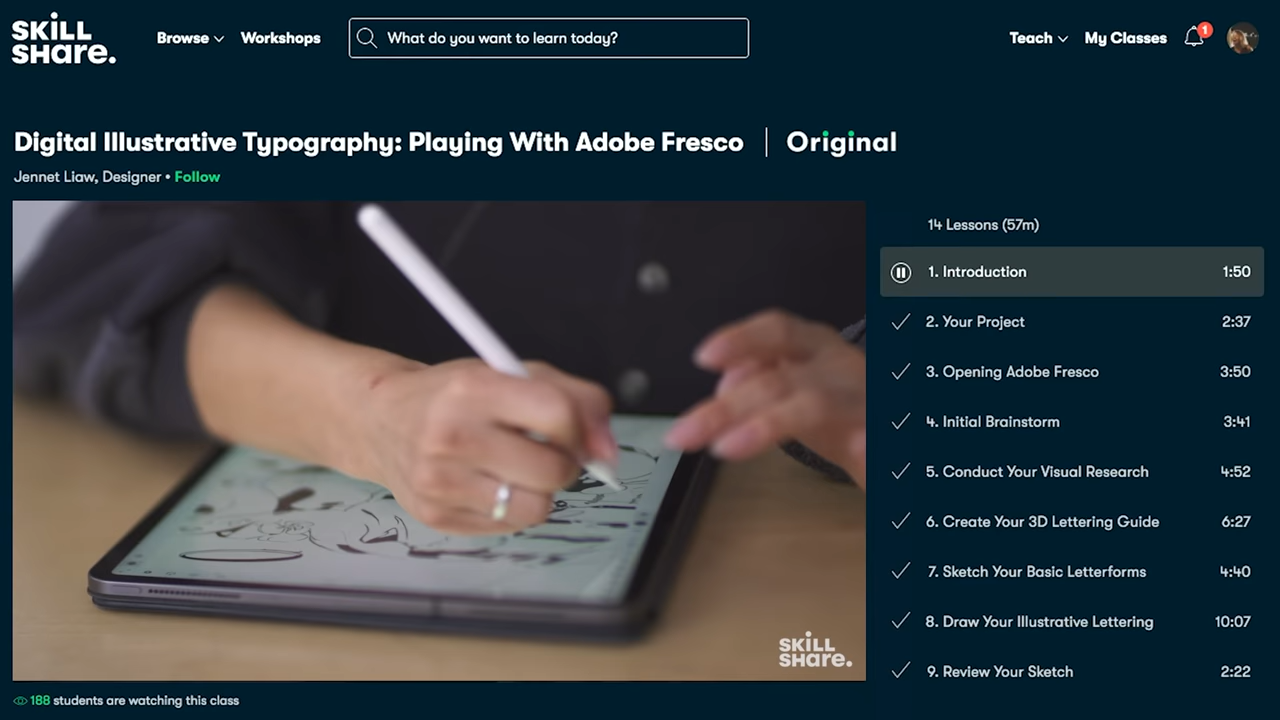 SKiLL
SHare.
Browse
Workshops
What do you want to learn today?
Teach
My Classes
1
Digital Illustrative Typography: Playing With Adobe Fresco | Original
Jennet Liaw, Designer • Follow
SKiLL
SHare.
188 students are watching this class
14 Lessons (57m)
1. Introduction 1:50
2. Your Project 2:37
3. Opening Adobe Fresco 3:50
4. Initial Brainstorm 3:41
5. Conduct Your Visual Research 4:52
6. Create Your 3D Lettering Guide 6:27
7. Sketch Your Basic Letterforms 4:40
8. Draw Your Illustrative Lettering 10:07
9. Review Your Sketch 2:22